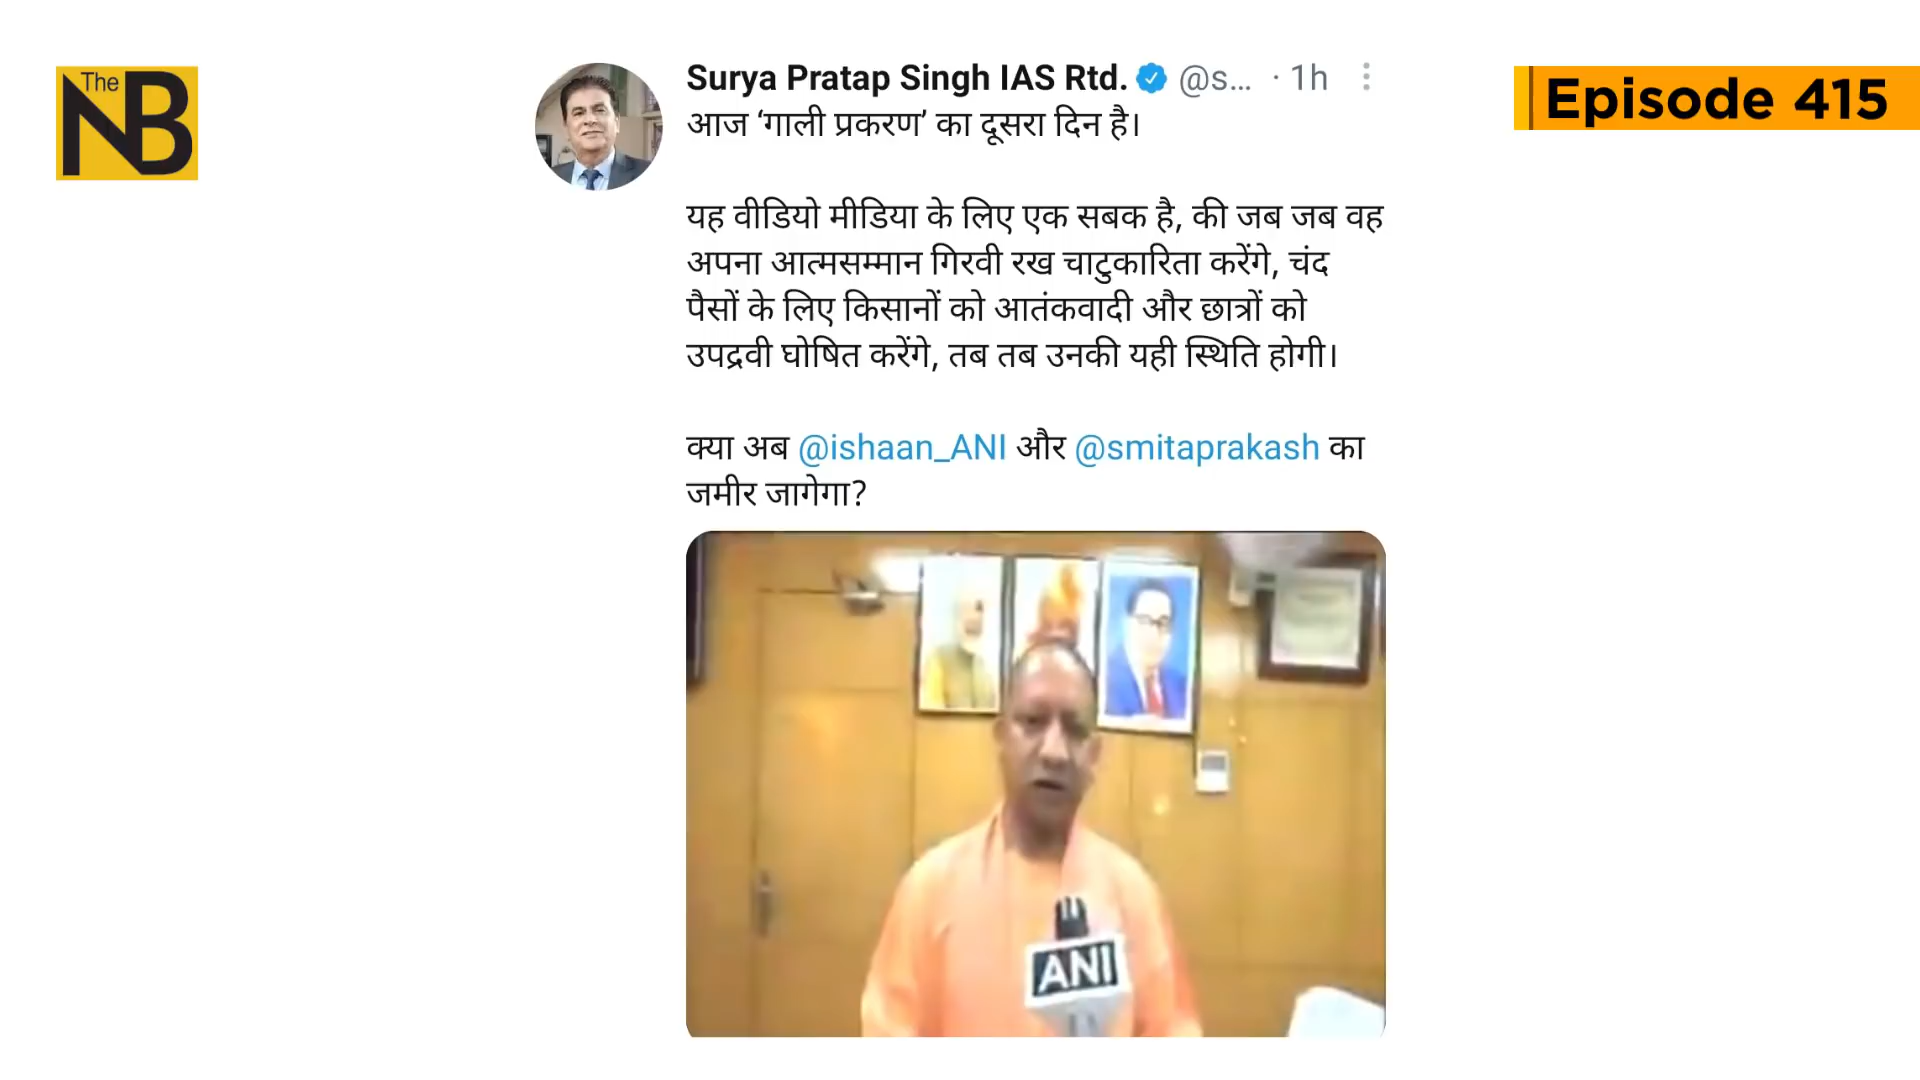 The
NB
Episode 415
Surya Pratap Singh IAS Rtd. @s... · 1h
आज ‘गाली प्रकरण’ का दूसरा दिन है।
यह वीडियो मीडिया के लिए एक सबक है, की जब जब वह
अपना आत्मसम्मान गिरवी रख चाटुकारिता करेंगे, चंद
पैसों के लिए किसानों को आतंकवादी और छात्रों को
उपद्रवी घोषित करेंगे, तब तब उनकी यही स्थिति होगी।
क्या अब @ishaan_ANI और @smitaprakash का
जमीर जागेगा?
ANI